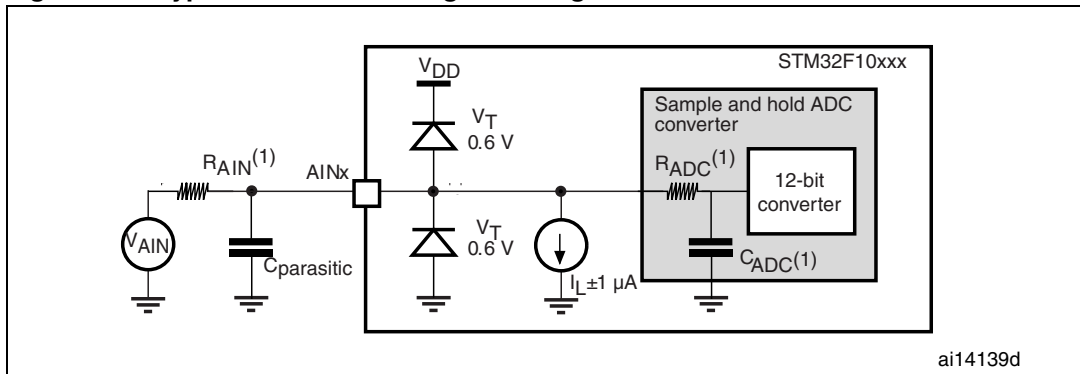 STM32F10xxx
VDD
Sample and hold ADC
converter
VT
0.6 V
RAIN(1)
AINx
RADC(1)
12-bit
converter
VAIN
Cparasitic
VT
0.6 V
IL±1 µA
CADC(1)
ai14139d